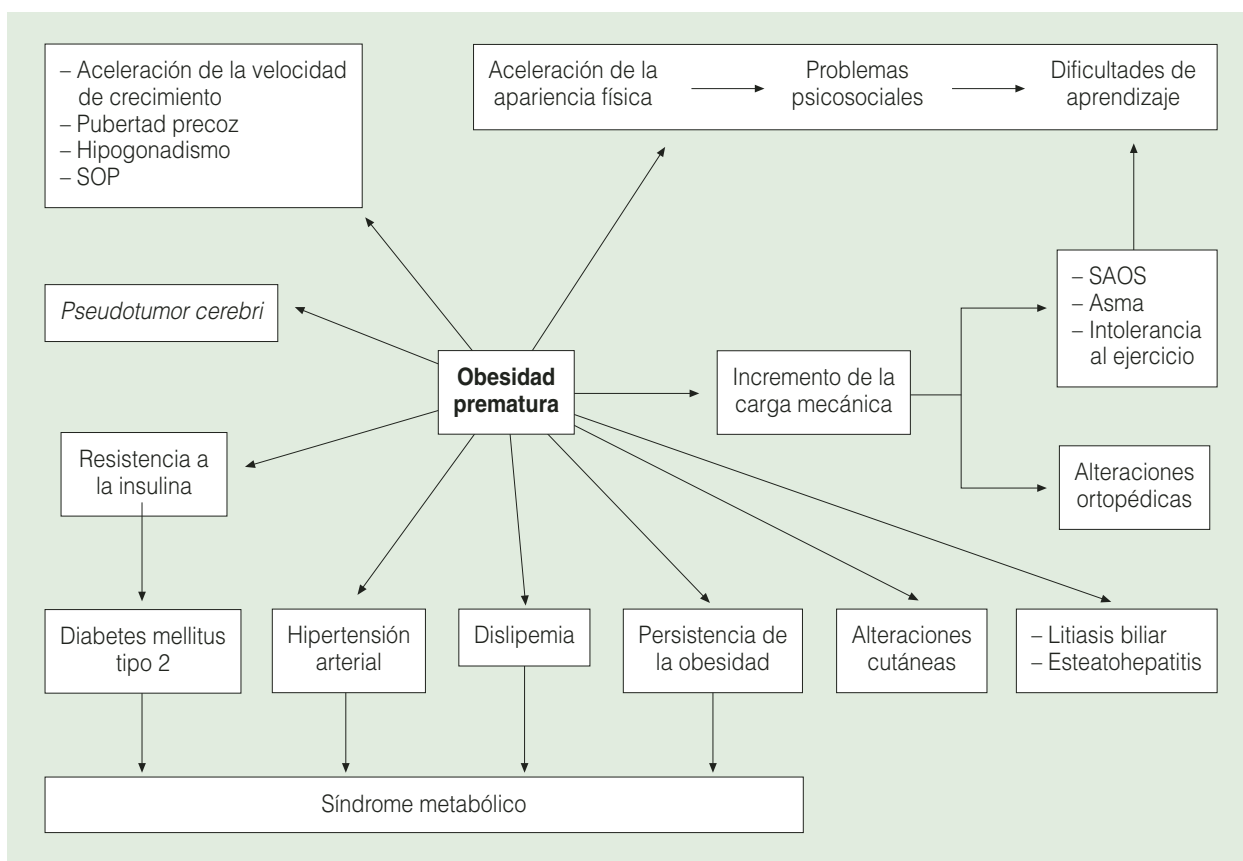 – Aceleración de la velocidad
de crecimiento
– Pubertad precoz
– Hipogonadismo
– SOP
Aceleración de la
apariencia física
Problemas
psicosociales
Dificultades de
aprendizaje
Pseudotumor cerebri
– SAOS
– Asma
– Intolerancia
al ejercicio
Obesidad
prematura
Incremento de la
carga mecánica
Resistencia a
la insulina
Alteraciones
ortopédicas
Diabetes mellitus
tipo 2
Hipertensión
arterial
Dislipemia
Persistencia de
la obesidad
Alteraciones
cutáneas
– Litiasis biliar
– Esteatohepatitis
Síndrome metabólico